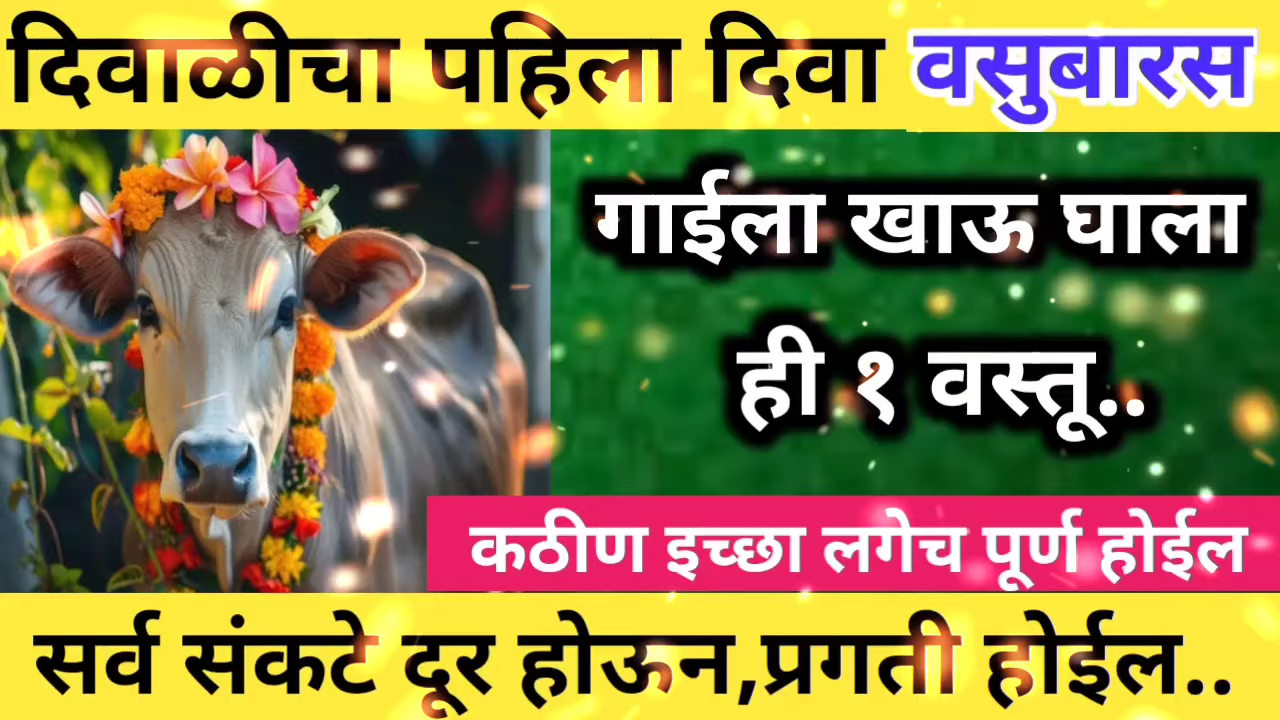 दिवाळीचा पहिला दिवा वसुबारस
गाईला खाऊ घाला
ही १ वस्तू..
कठीण इच्छा लगेच पूर्ण होईल
सर्व संकटे दूर होऊन,प्रगती होईल..